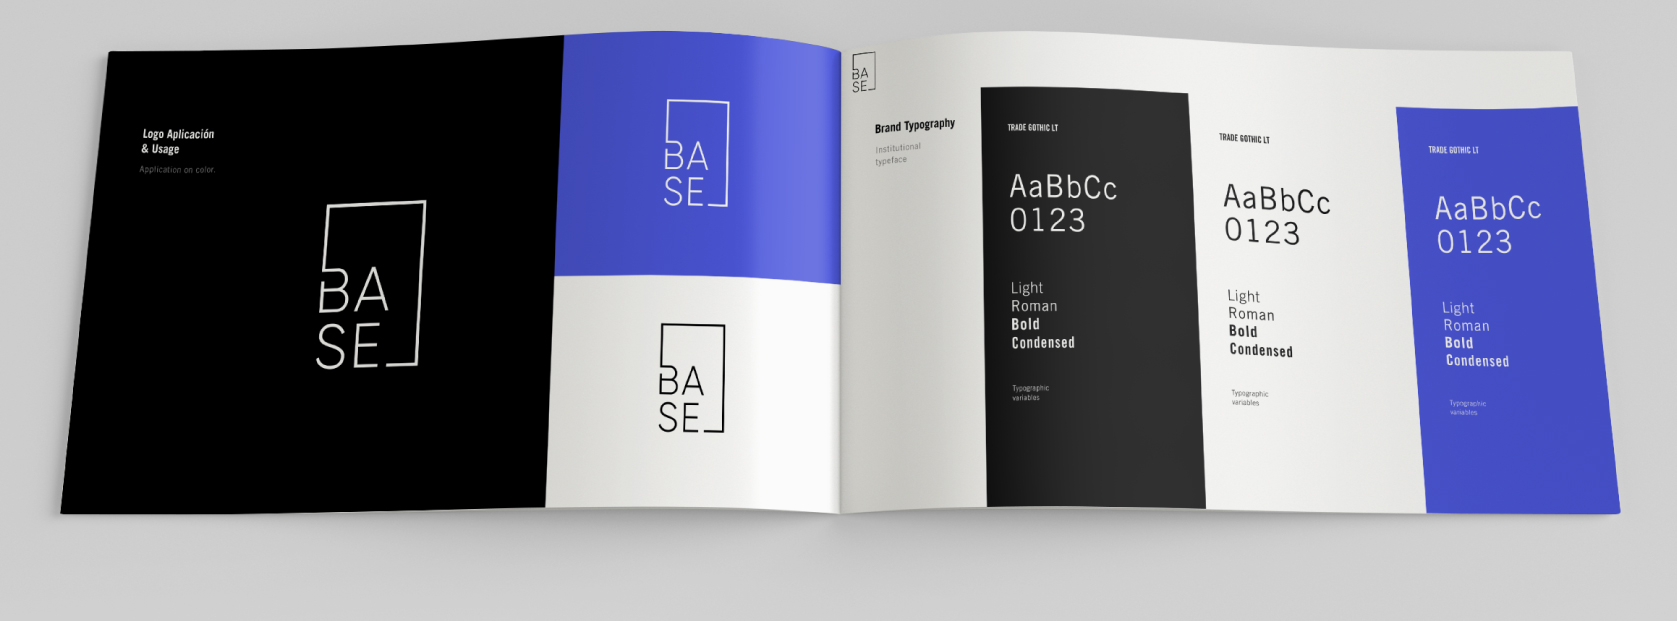 Logo Aplicación
& Usage
Application on color.
BA
SE
BA
SE
BA
SE
BA
SE
Brand Typography
Institutional
typeface
TRADE GOTHIC LT
AaBbCc
0123
Light
Roman
Bold
Condensed
Typographic
variables
TRADE GOTHIC LT
AaBbCc
0123
Light
Roman
Bold
Condensed
Typographic
variables
TRADE GOTHIC LT
AaBbCc
0123
Light
Roman
Bold
Condensed
Typographic
variables